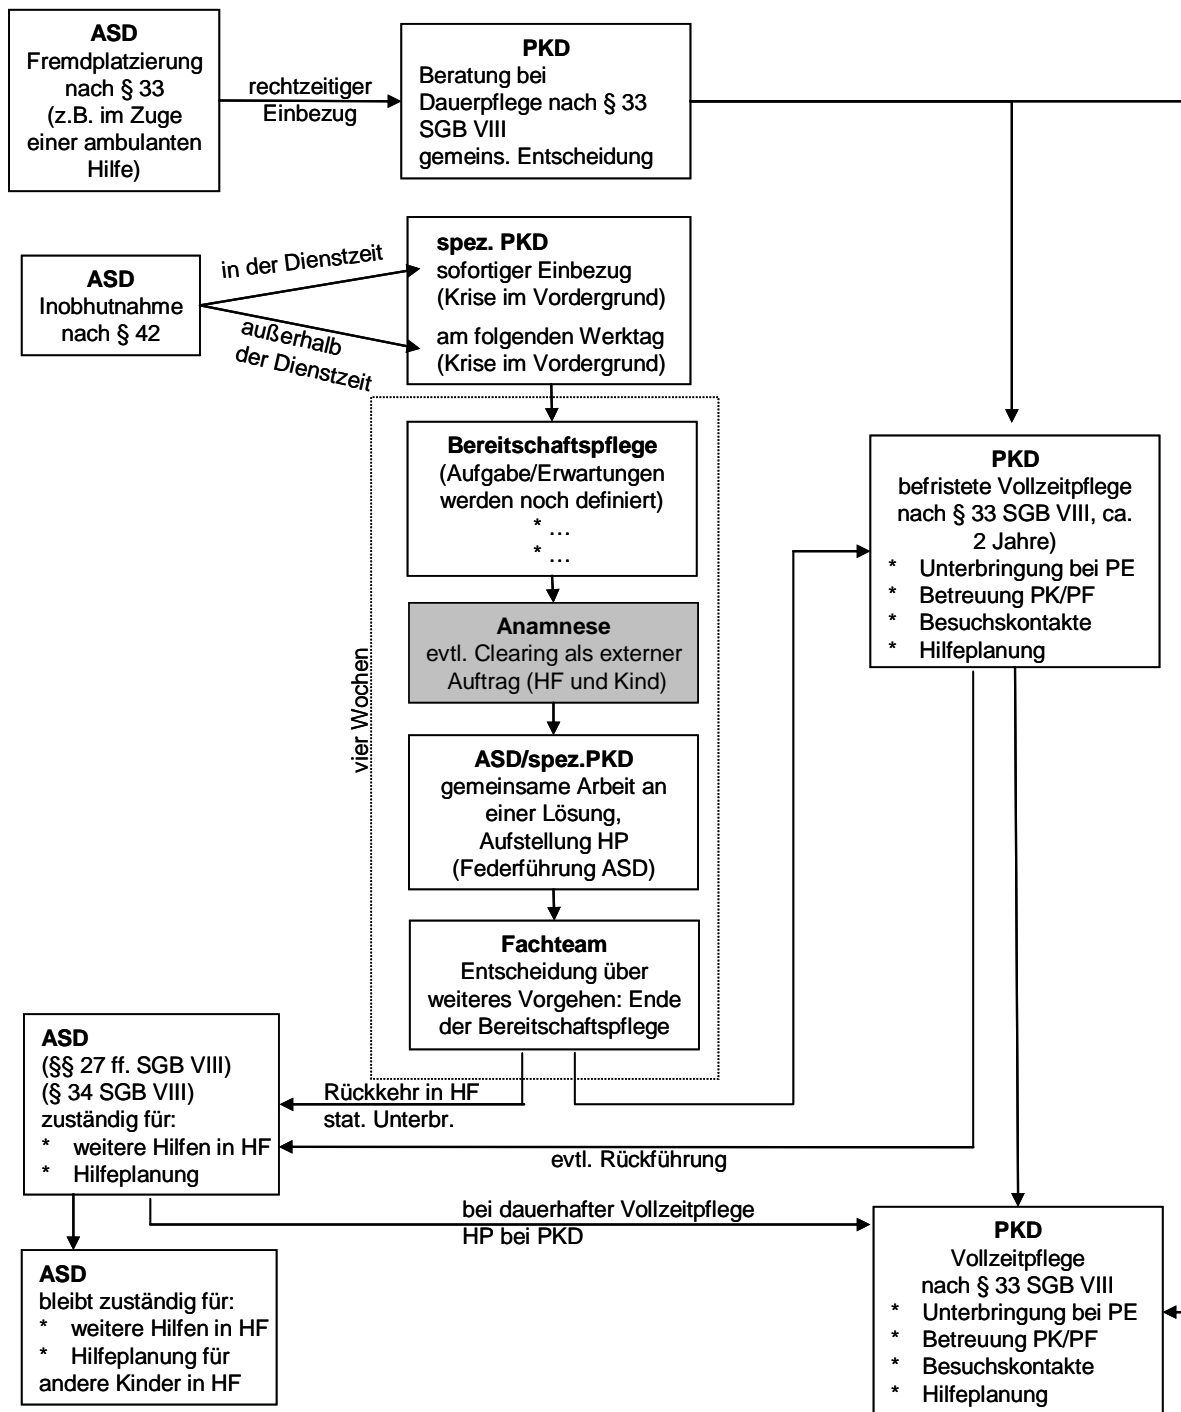 ASD
Fremdplatzierung
nach § 33
(z.B. im Zuge
einer ambulanten
Hilfe)
rechtzeitiger
Einbezug
PKD
Beratung bei
Dauerpflege nach § 33
SGB VIII
gemeins. Entscheidung
ASD
Inobhutnahme
nach § 42
in der Dienstzeit
außerhalb
der Dienstzeit
spez. PKD
sofortiger Einbezug
(Krise im Vordergrund)
am folgenden Werktag
(Krise im Vordergrund)
vier Wochen
Bereitschaftspflege
(Aufgabe/Erwartungen
werden noch definiert)
* ...
* ...
Anamnese
evtl. Clearing als externer
Auftrag (HF und Kind)
ASD/spez.PKD
gemeinsame Arbeit an
einer Lösung,
Aufstellung HP
(Federführung ASD)
Fachteam
Entscheidung über
weiteres Vorgehen: Ende
der Bereitschaftspflege
PKD
befristete Vollzeitpflege
nach § 33 SGB VIII, ca.
2 Jahre)
* Unterbringung bei PE
* Betreuung PK/PF
* Besuchskontakte
* Hilfeplanung
ASD
(§§ 27 ff. SGB VIII)
(§ 34 SGB VIII)
zuständig für:
* weitere Hilfen in HF
* Hilfeplanung
Rückkehr in HF
stat. Unterbr.
evtl. Rückführung
bei dauerhafter Vollzeitpflege
HP bei PKD
ASD
bleibt zuständig für:
* weitere Hilfen in HF
* Hilfeplanung für
andere Kinder in HF
PKD
Vollzeitpflege
nach § 33 SGB VIII
* Unterbringung bei PE
* Betreuung PK/PF
* Besuchskontakte
* Hilfeplanung